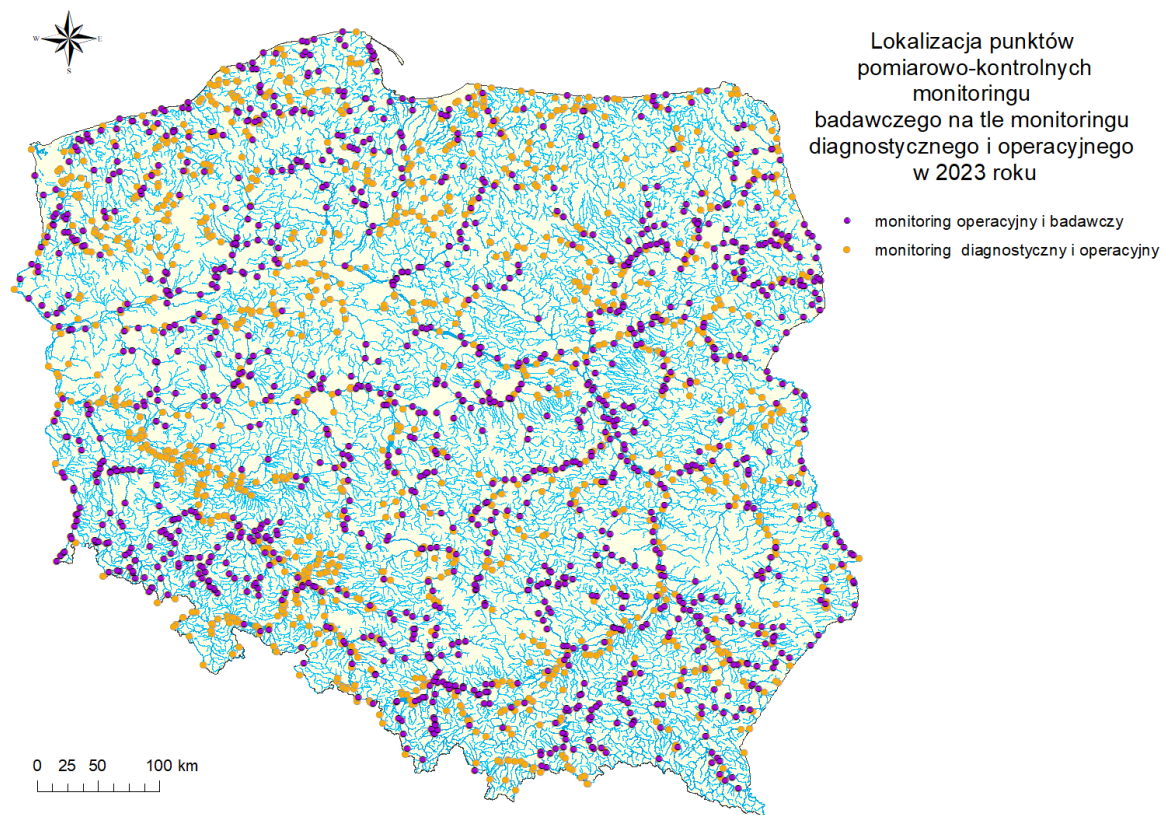 Lokalizacja punktów
pomiarowo-kontrolnych
monitoringu
badawczego na tle monitoringu
diagnostycznego i operacyjnego
w 2023 roku
monitoring operacyjny i badawczy
monitoring diagnostyczny i operacyjny
W E
S
0 25 50 100 km